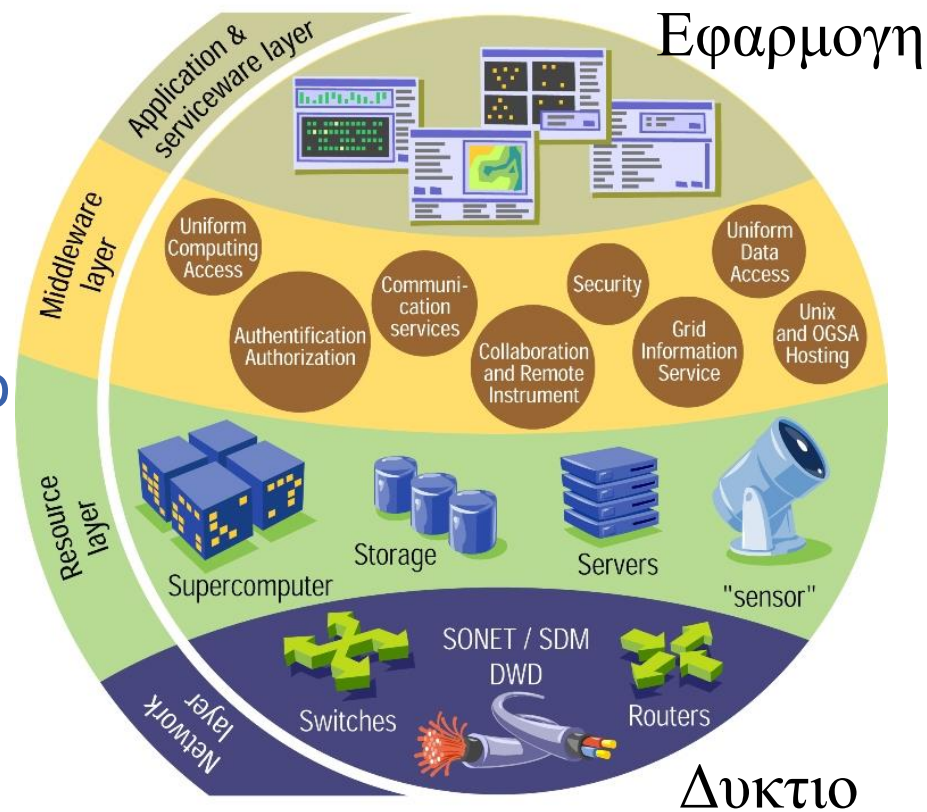 Εφαρμογη
Application &
serviceware layer
Middleware
layer
Uniform
Computing
Access
Authentification
Authorization
Communi-
cation
services
Collaboration
and Remote
Instrument
Security
Grid
Information
Service
Uniform
Data
Access
Unix
and OGSA
Hosting
Resource
layer
Supercomputer
Storage
Servers
"sensor"
Network
layer
SONET / SDM
DWD
Switches
Routers
Δυκτιο